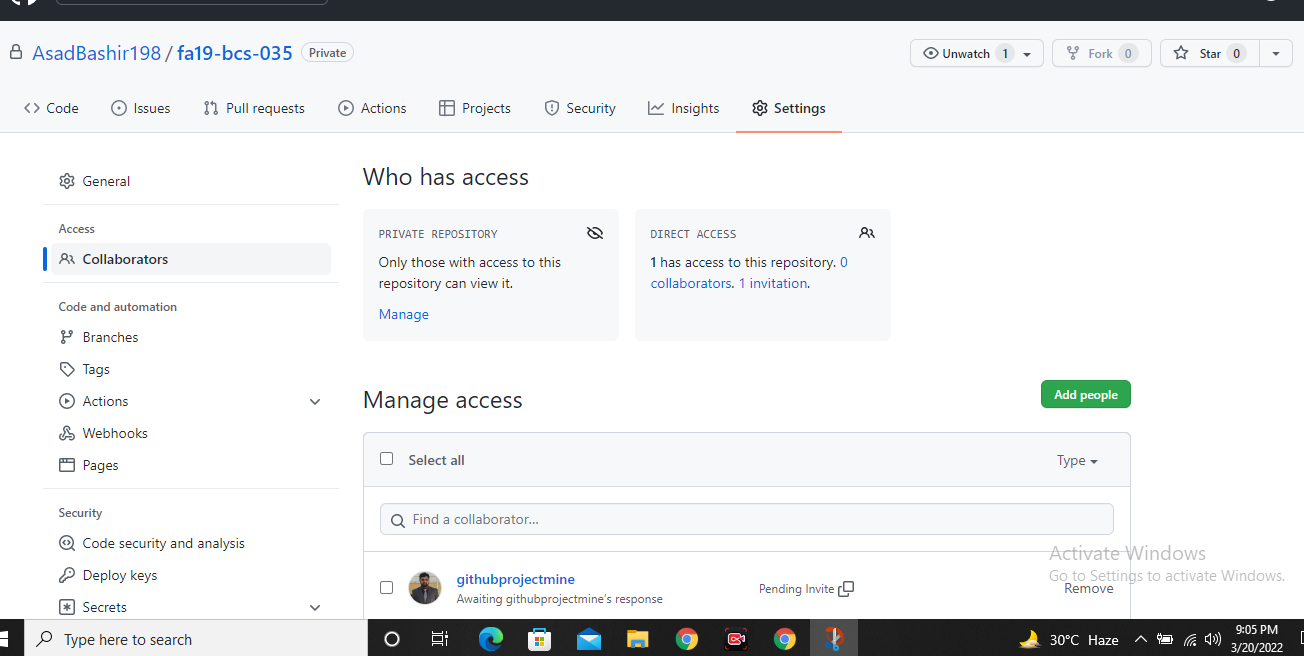 AsadBashir198 / fa19-bcs-035 Private
Unwatch 1 Fork 0 Star 0
Code Issues Pull requests Actions Projects Security Insights Settings
General
Access
Collaborators
Code and automation
Branches
Tags
Actions
Webhooks
Pages
Security
Code security and analysis
Deploy keys
Secrets
Who has access
PRIVATE REPOSITORY
Only those with access to this
repository can view it.
Manage
DIRECT ACCESS
1 has access to this repository. 0
collaborators. 1 invitation.
Manage access
Add people
Select all Type
Find a collaborator...
githubprojectmine
Awaiting githubprojectmine's response
Pending Invite
Remove
Activate Windows
Go to Settings to activate Windows.
Type here to search
30°C Haze
9:05 PM
3/20/2022